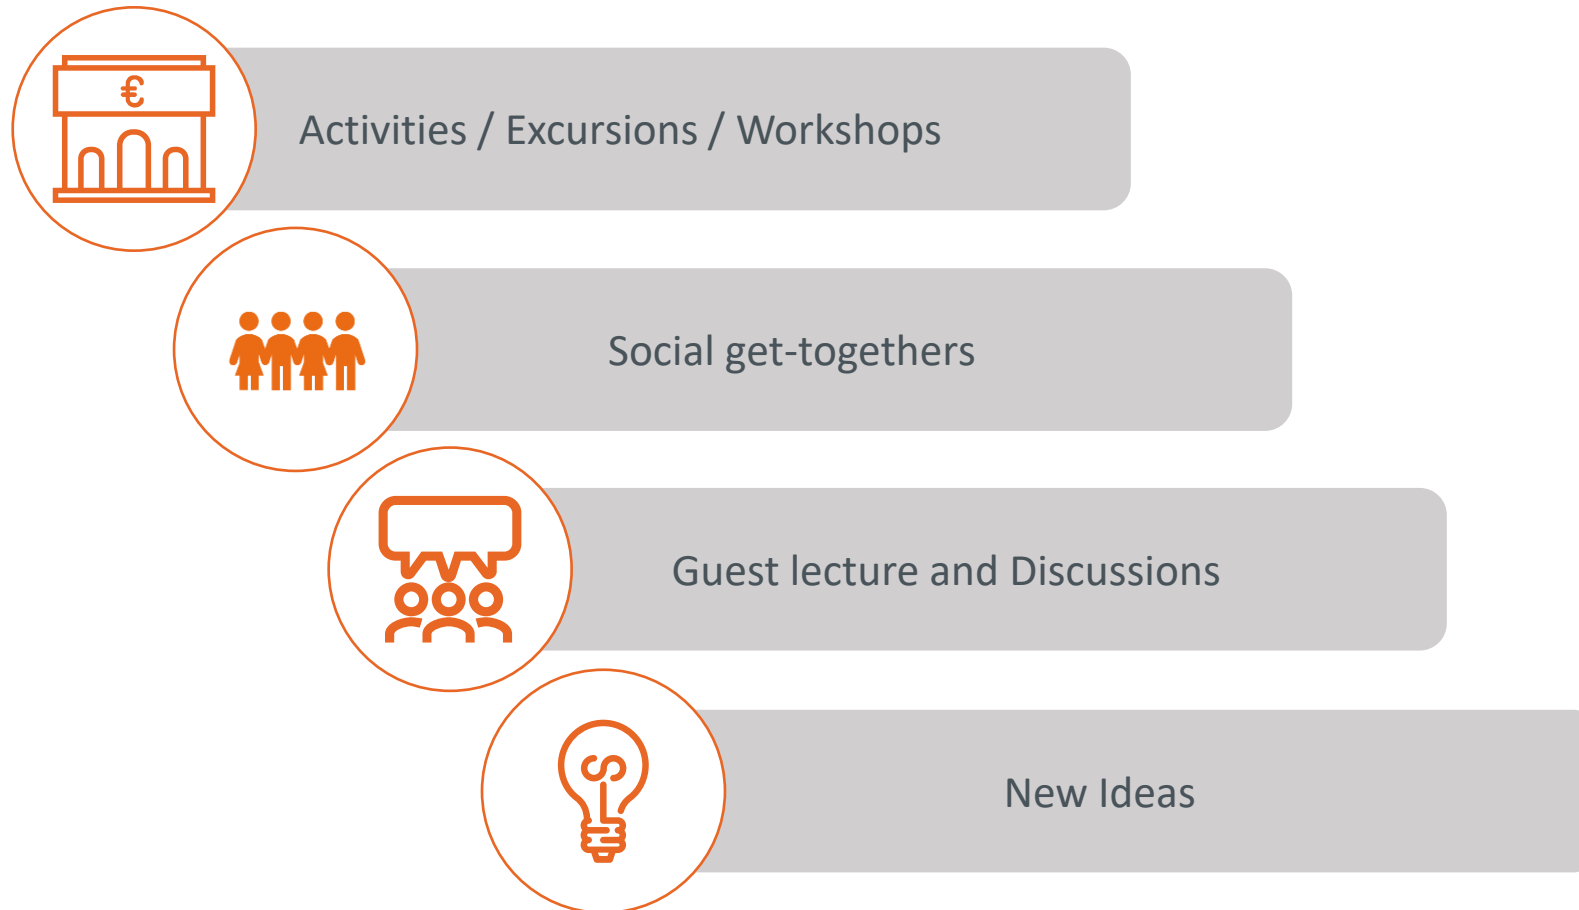 €
Activities / Excursions / Workshops
Social get-togethers
Guest lecture and Discussions
New Ideas